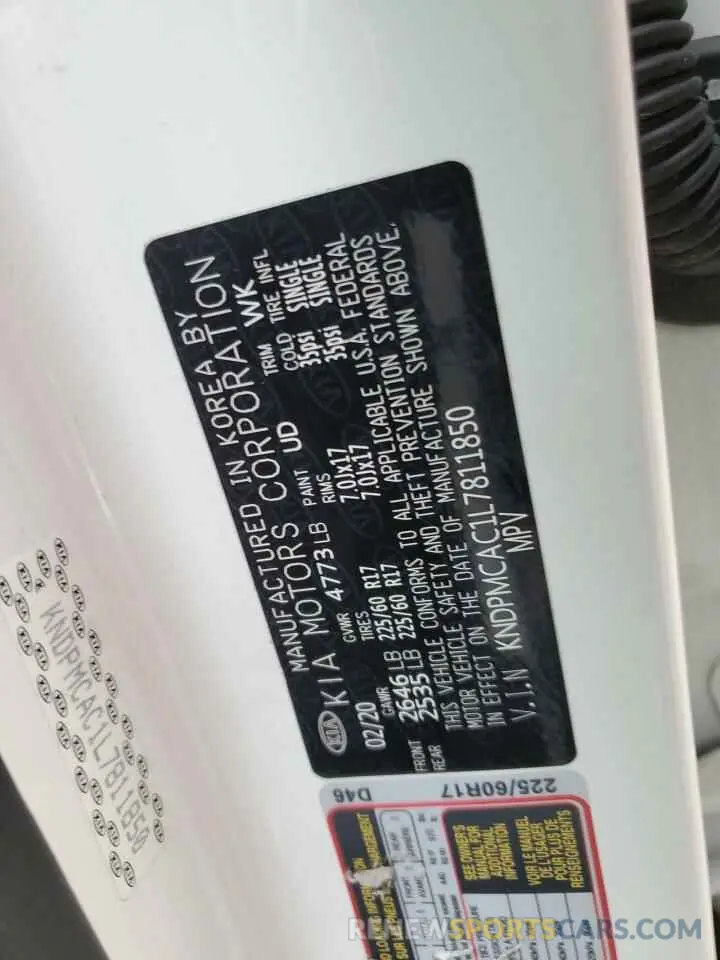 MANUFACTURED IN KOREA BY
KIA MOTORS CORPORATION
02/20 GVWR 4773LB PAINT UD TRIM WK
GAWR TIRES RIMS COLD TIRE INFL
FRONT 2646LB 225/60 R17 7.0Jx17 35psi SINGLE
REAR 2535LB 225/60 R17 7.0Jx17 35psi SINGLE
THIS VEHICLE CONFORMS TO ALL APPLICABLE U.S.A. FEDERAL
MOTOR VEHICLE SAFETY AND THEFT PREVENTION STANDARDS
IN EFFECT ON THE DATE OF MANUFACTURE SHOWN ABOVE.
V.I.N KNDPMCAC1L7811850
MPV
KNDPMCAC1L7811850
225/60R17 D46
SEE OWNER'S
MANUAL FOR
ADDITIONAL
INFORMATION
VOIR LE MANUEL
DE L'USAGER
POUR PLUS DE
RENSEIGNEMENTS
RENEWSPORTSCARS.COM